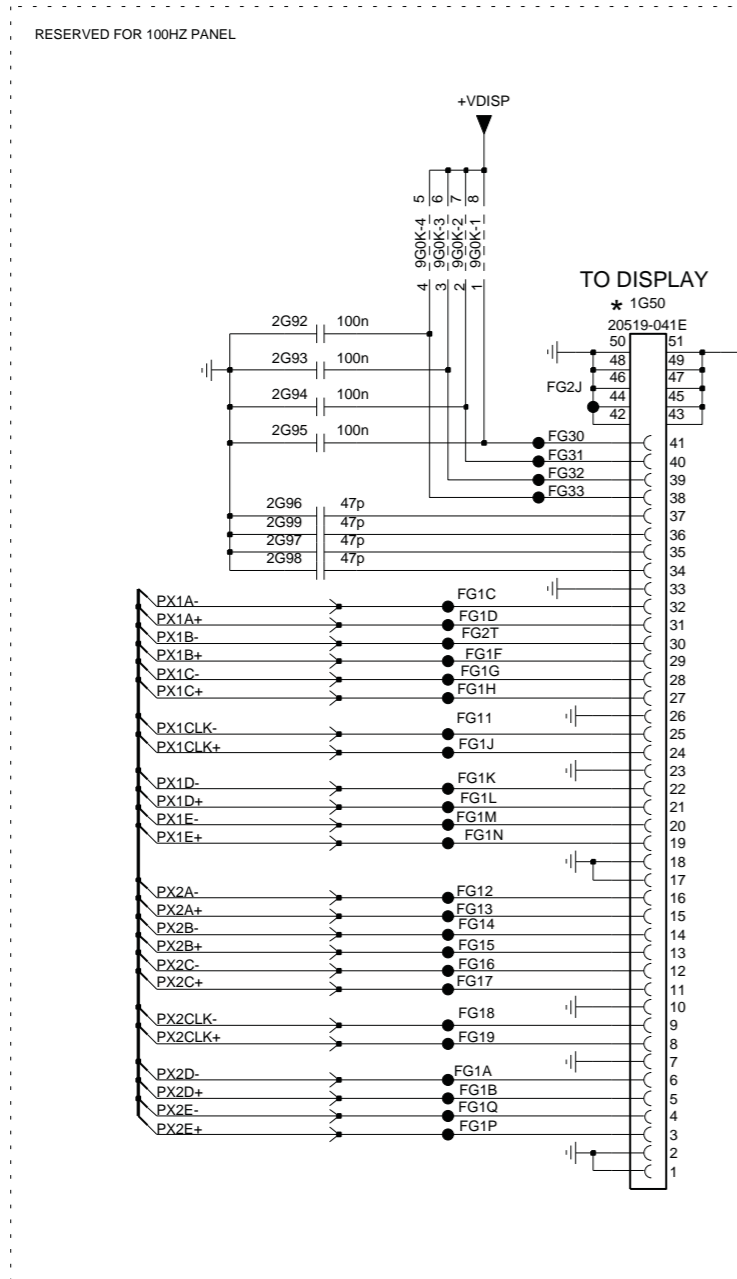 RESERVED FOR 100HZ PANEL
+VDISP
5 6 7 8
9G0K-4 9G0K-3 9G0K-2 9G0K-1
4 3 2 1
TO DISPLAY
* 1G50
20519-041E
50 51
48 49
46 47
44 45
42 43
FG2J
2G92 100n
2G93 100n
2G94 100n
2G95 100n
FG30 41
FG31 40
FG32 39
FG33 38
2G96 47p 37
2G99 47p 36
2G97 47p 35
2G98 47p 34
33
PX1A- FG1C 32
PX1A+ FG1D 31
PX1B- FG2T 30
PX1B+ FG1F 29
PX1C- FG1G 28
PX1C+ FG1H 27
26
PX1CLK- FG11 25
PX1CLK+ FG1J 24
23
PX1D- FG1K 22
PX1D+ FG1L 21
PX1E- FG1M 20
PX1E+ FG1N 19
18
17
PX2A- FG12 16
PX2A+ FG13 15
PX2B- FG14 14
PX2B+ FG15 13
PX2C- FG16 12
PX2C+ FG17 11
10
PX2CLK- FG18 9
PX2CLK+ FG19 8
7
PX2D- FG1A 6
PX2D+ FG1B 5
PX2E- FG1Q 4
PX2E+ FG1P 3
2
1